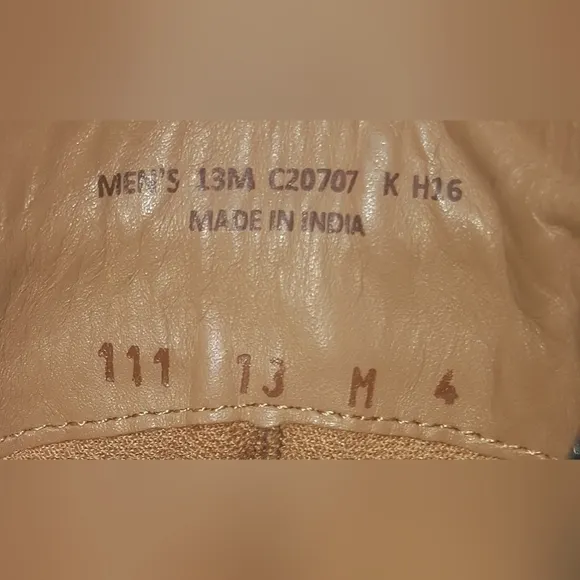 MEN'S 13M C20707 K H16
MADE IN INDIA
111 13 M 4